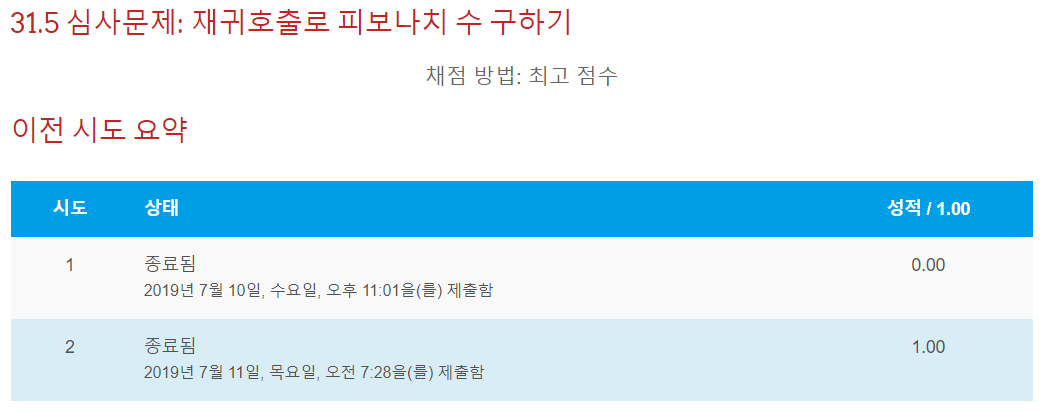 31.5 심사문제: 재귀호출로 피보나치 수 구하기
채점 방법: 최고 점수
이전 시도 요약
시도 상태 성적 / 1.00
1 종료됨 0.00
2019년 7월 10일, 수요일, 오후 11:01을(를) 제출함
2 종료됨 1.00
2019년 7월 11일, 목요일, 오전 7:28을(를) 제출함